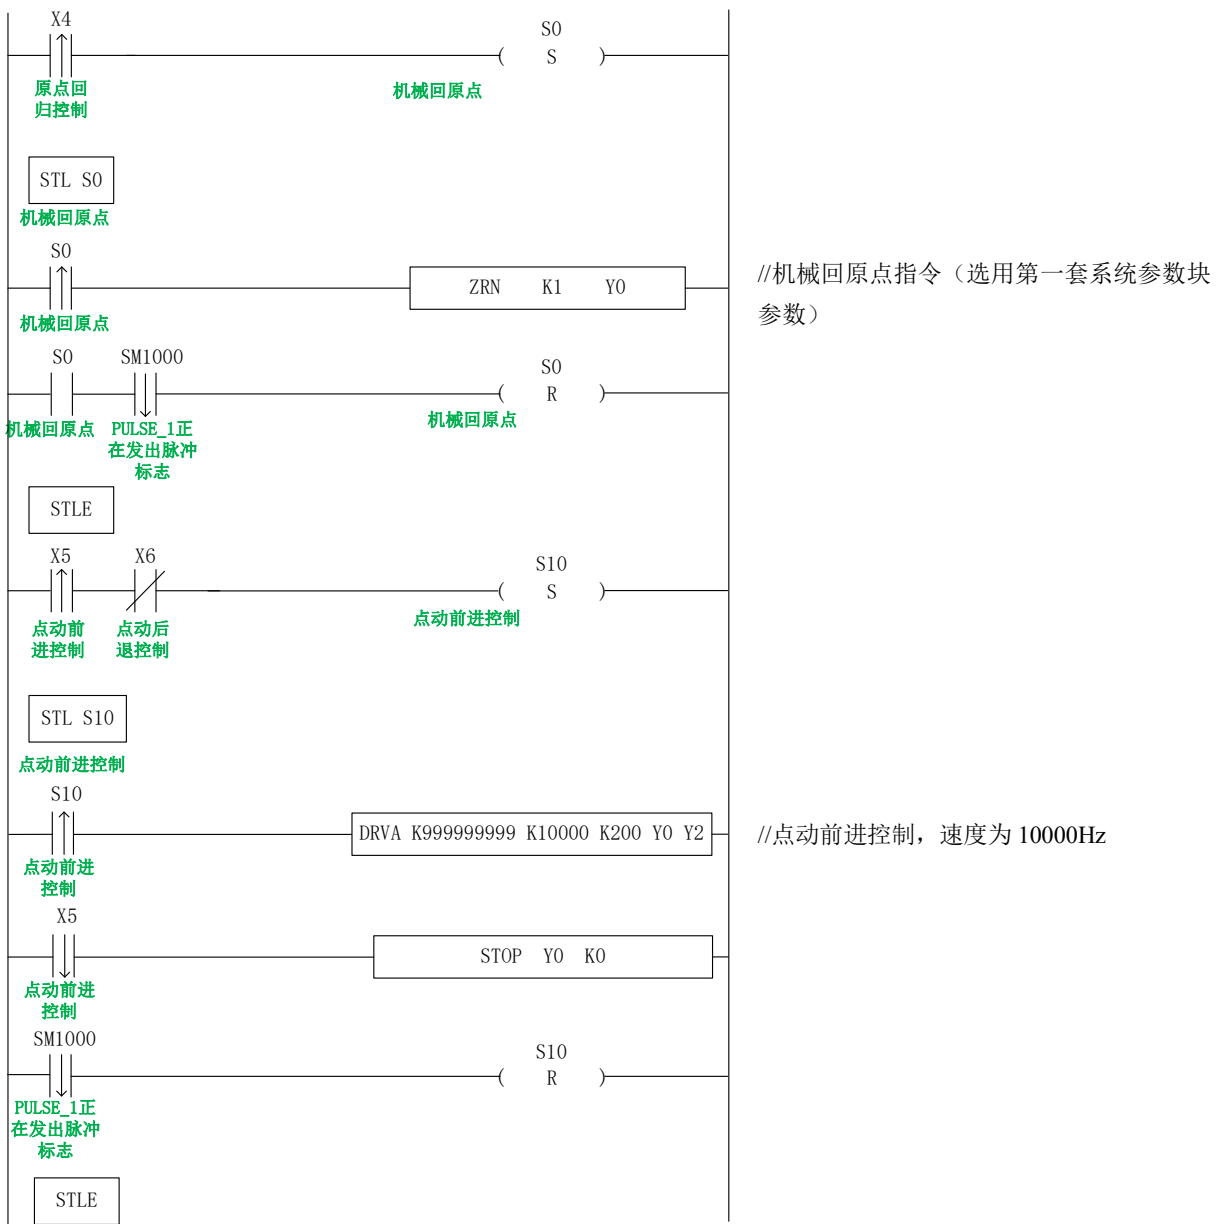 X4
S0
( S )
原点回
归控制
机械回原点
STL S0
机械回原点
S0
ZRN K1 Y0
//机械回原点指令（选用第一套系统参数块
参数）
机械回原点
S0 SM1000
S0
( R )
机械回原点
PULSE_1正
在发出脉冲
标志
机械回原点
STLE
X5 X6
S10
( S )
点动前
进控制
点动后
退控制
点动前进控制
STL S10
点动前进控制
S10
DRVA K999999999 K10000 K200 Y0 Y2
//点动前进控制，速度为 10000Hz
点动前进
控制
X5
STOP Y0 K0
点动前进
控制
SM1000
S10
( R )
PULSE_1正
在发出脉冲
标志
STLE